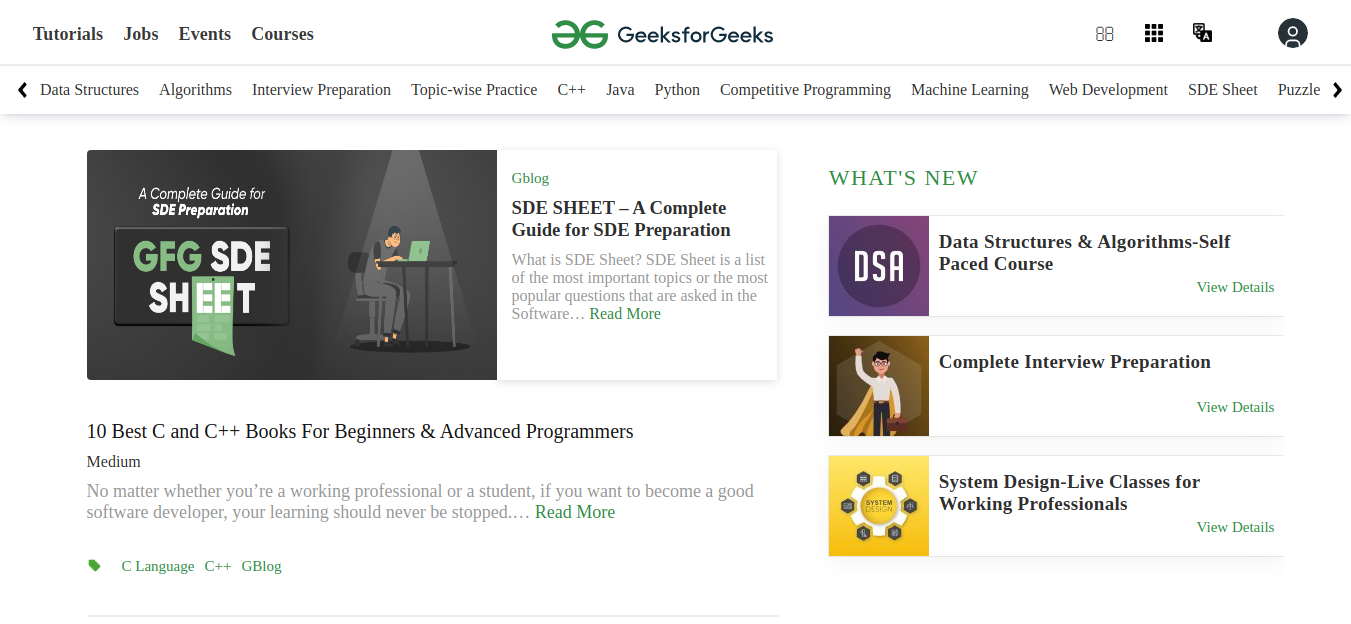 Tutorials Jobs Events Courses
GeeksforGeeks
Data Structures Algorithms Interview Preparation Topic-wise Practice C++ Java Python Competitive Programming Machine Learning Web Development SDE Sheet Puzzle
A Complete Guide for
SDE Preparation
GFG SDE
SHEET
Gblog
SDE SHEET – A Complete
Guide for SDE Preparation
What is SDE Sheet? SDE Sheet is a list
of the most important topics or the most
popular questions that are asked in the
Software… Read More
10 Best C and C++ Books For Beginners & Advanced Programmers
Medium
No matter whether you’re a working professional or a student, if you want to become a good
software developer, your learning should never be stopped.… Read More
C Language C++ GBlog
WHAT'S NEW
DSA
Data Structures & Algorithms-Self
Paced Course
View Details
Complete Interview Preparation
View Details
SYSTEM
DESIGN
System Design-Live Classes for
Working Professionals
View Details